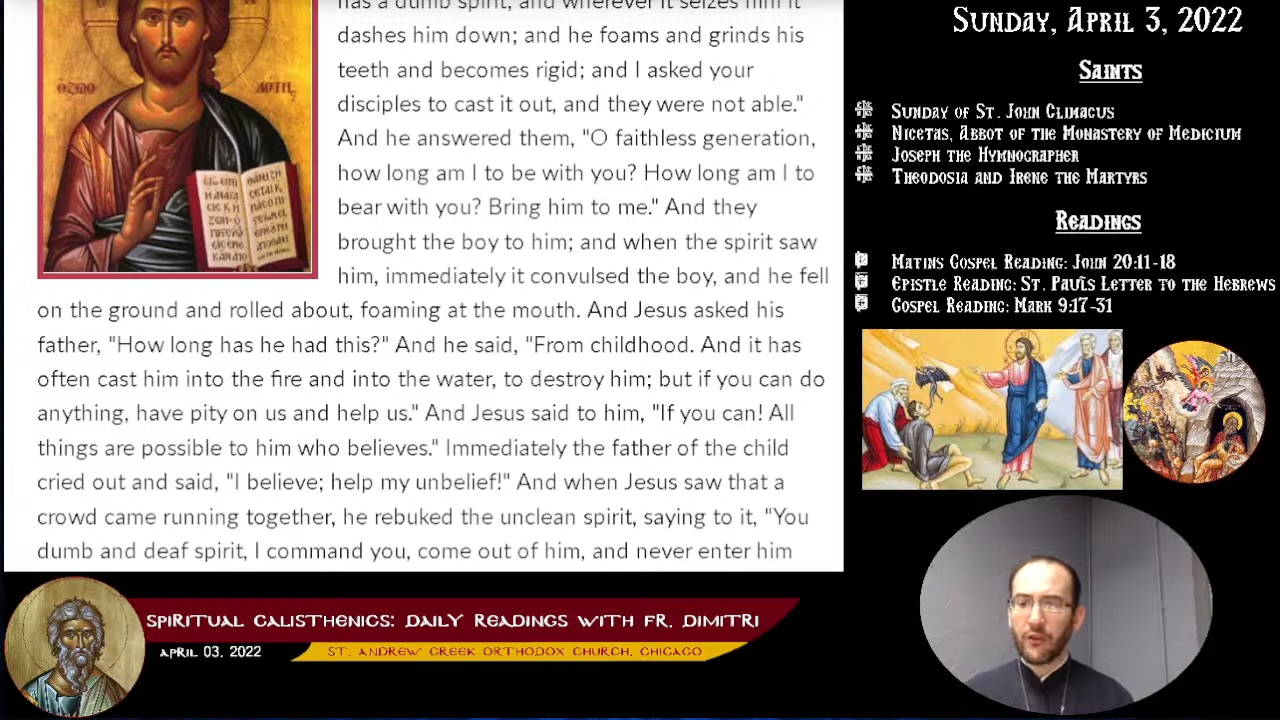 has a dumb spirit; and wherever it seizes him it
dashes him down; and he foams and grinds his
teeth and becomes rigid; and I asked your
disciples to cast it out, and they were not able."
And he answered them, "O faithless generation,
how long am I to be with you? How long am I to
bear with you? Bring him to me." And they
brought the boy to him; and when the spirit saw
him, immediately it convulsed the boy, and he fell
on the ground and rolled about, foaming at the mouth. And Jesus asked his
father, "How long has he had this?" And he said, "From childhood. And it has
often cast him into the fire and into the water, to destroy him; but if you can do
anything, have pity on us and help us." And Jesus said to him, "If you can! All
things are possible to him who believes." Immediately the father of the child
cried out and said, "I believe; help my unbelief!" And when Jesus saw that a
crowd came running together, he rebuked the unclean spirit, saying to it, "You
dumb and deaf spirit, I command you, come out of him, and never enter him
Sunday, April 3, 2022
Saints
Sunday of St. John Climacus
Nicetas, Abbot of the Monastery of Medicium
Joseph the Hymnographer
Theodosia and Irene the Martyrs
Readings
Matins Gospel Reading: John 20:11-18
Epistle Reading: St. Paul's Letter to the Hebrews
Gospel Reading: Mark 9:17-31
Spiritual Calisthenics: Daily Readings with Fr. Dimitri
April 03, 2022
St. Andrew Greek Orthodox Church, Chicago